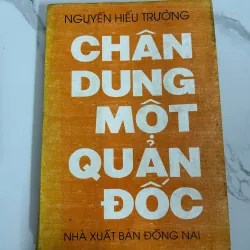 NGUYỄN HIẾU TRƯỜNG
CHÂN
DUNG
MỘT
QUẢN
ĐỐC
NHÀ XUẤT BẢN ĐỒNG NAI